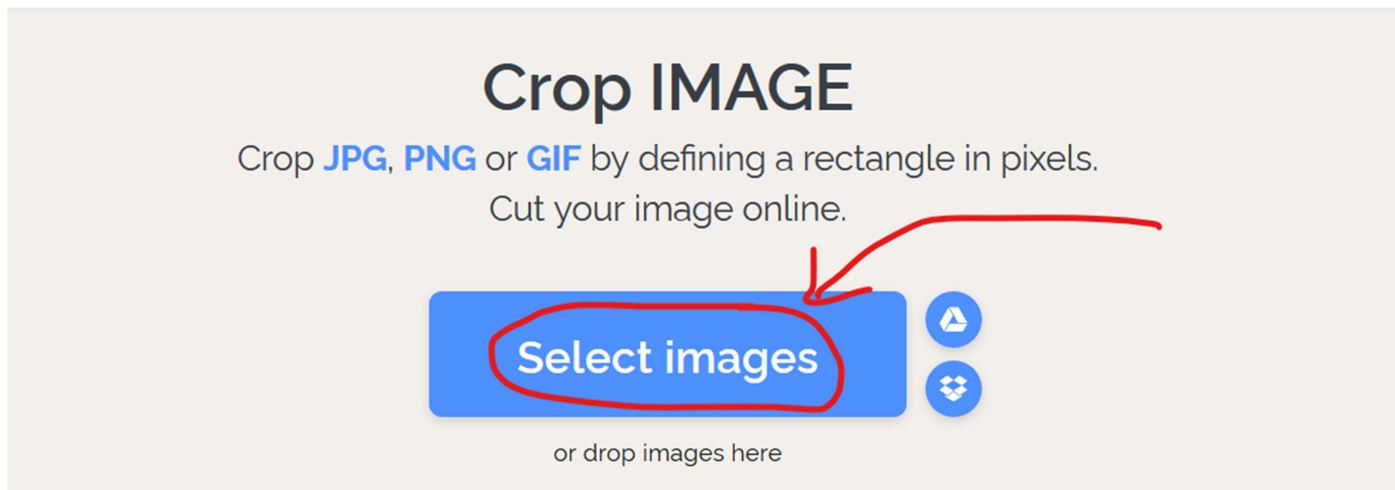 Crop IMAGE
Crop JPG, PNG or GIF by defining a rectangle in pixels.
Cut your image online.
Select images
or drop images here